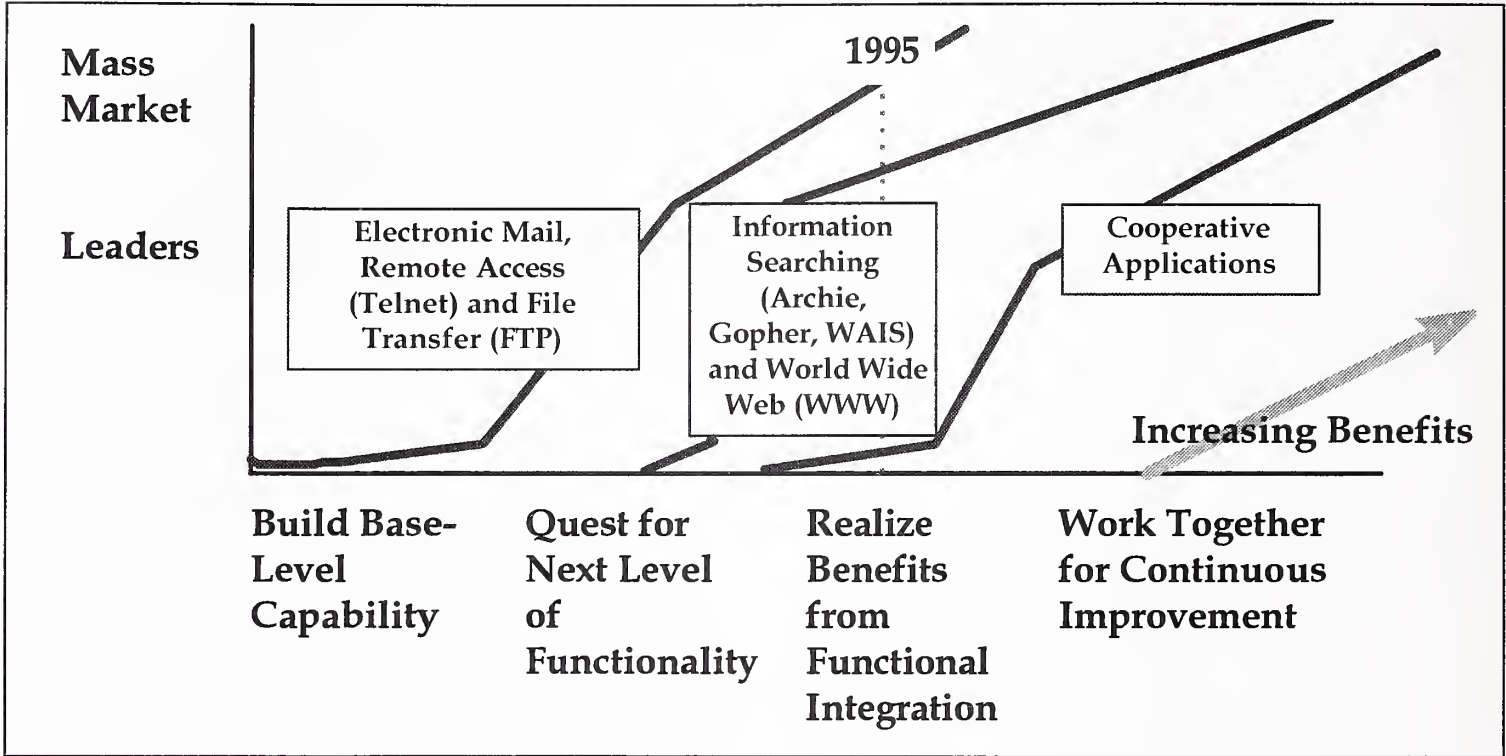 Mass
Market
Leaders
1995
Electronic Mail,
Remote Access
(Telnet) and File
Transfer (FTP)
Information
Searching
(Archie,
Gopher, WAIS)
and World Wide
Web (WWW)
Cooperative
Applications
Increasing Benefits
Build Base-
Level
Capability
Quest for
Next Level
of
Functionality
Realize
Benefits
from
Functional
Integration
Work Together
for Continuous
Improvement